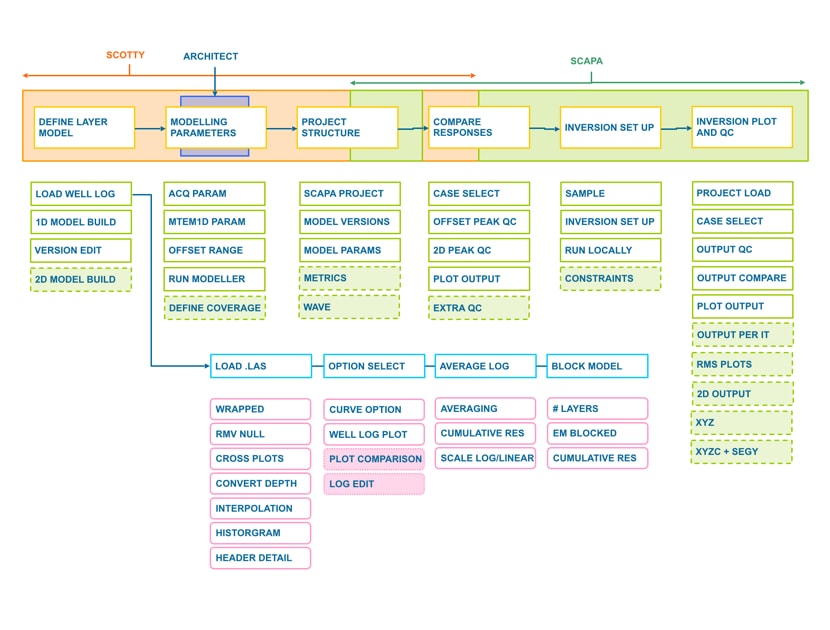 SCOTTY
ARCHITECT
SCAPA
DEFINE LAYER
MODEL
MODELLING
PARAMETERS
PROJECT
STRUCTURE
COMPARE
RESPONSES
INVERSION SET UP
INVERSION PLOT
AND QC
LOAD WELL LOG
1D MODEL BUILD
VERSION EDIT
2D MODEL BUILD
ACQ PARAM
MTEM1D PARAM
OFFSET RANGE
RUN MODELLER
DEFINE COVERAGE
SCAPA PROJECT
MODEL VERSIONS
MODEL PARAMS
METRICS
WAVE
CASE SELECT
OFFSET PEAK QC
2D PEAK QC
PLOT OUTPUT
EXTRA QC
SAMPLE
INVERSION SET UP
RUN LOCALLY
CONSTRAINTS
PROJECT LOAD
CASE SELECT
OUTPUT QC
OUTPUT COMPARE
PLOT OUTPUT
OUTPUT PER IT
RMS PLOTS
2D OUTPUT
XYZ
XYZC + SEGY
LOAD .LAS
OPTION SELECT
AVERAGE LOG
BLOCK MODEL
WRAPPED
RMV NULL
CROSS PLOTS
CONVERT DEPTH
INTERPOLATION
HISTORGRAM
HEADER DETAIL
CURVE OPTION
WELL LOG PLOT
PLOT COMPARISON
LOG EDIT
AVERAGING
CUMULATIVE RES
SCALE LOG/LINEAR
# LAYERS
EM BLOCKED
CUMULATIVE RES